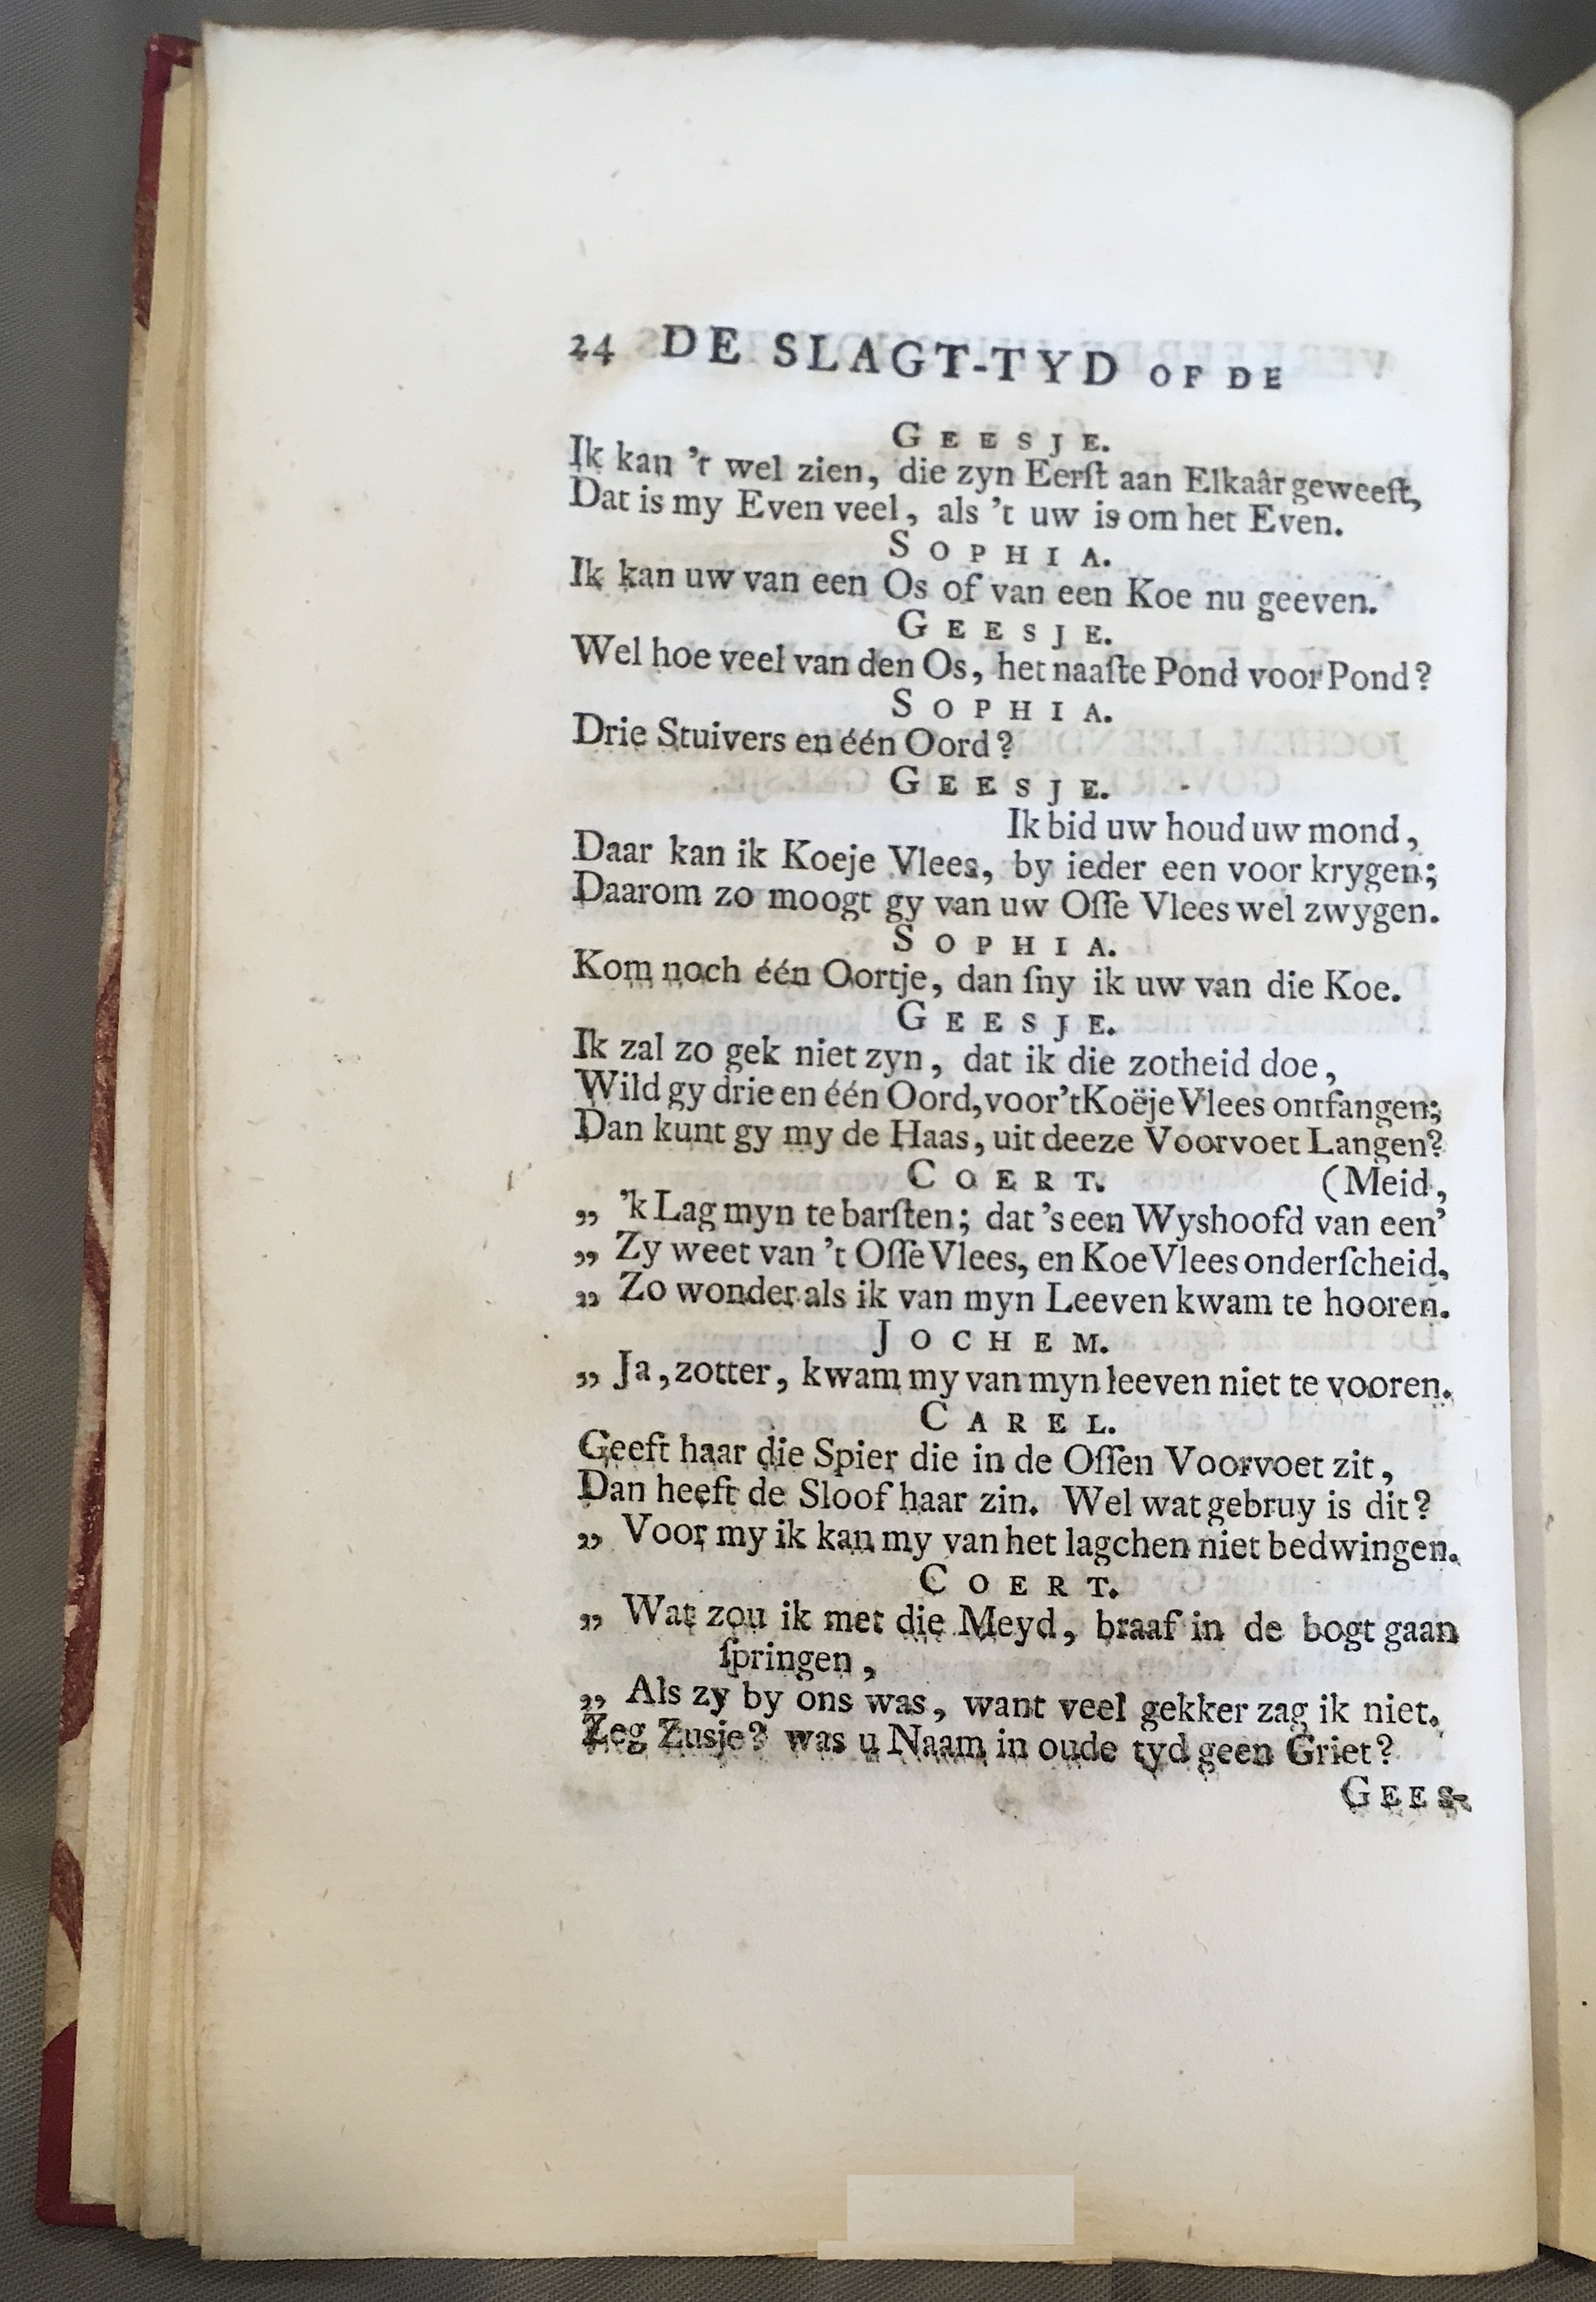 24 DE SLAGT-TYD OF DE
GEESJE.
Ik kan 't wel zien, die zyn Eerſt aan Elkaâr geweeſt,
Dat is my Even veel, als 't uw is om het Even.
SOPHIA.
Ik kan uw van een Os of van een Koe nu geeven.
GEESJE.
Wel hoe veel van den Os, het naaſte Pond voor Pond?
SOPHIA.
Drie Stuivers en één Oord?
GEESJE.
Ik bid uw houd uw mond,
Daar kan ik Koeje Vlees, by ieder een voor krygen;
Daarom zo moogt gy van uw Oſſe Vlees wel zwygen.
SOPHIA.
Kom noch één Oortje, dan ſny ik uw van die Koe.
GEESJE.
Ik zal zo gek niet zyn, dat ik die zotheid doe,
Wild gy drie en één Oord, voor 't Koëje Vlees ontfangen;
Dan kunt gy my de Haas, uit deeze Voorvoet Langen?
COERT. (Meid,
„ 'k Lag myn te barſten; dat 's een Wyshoofd van een'
„ Zy weet van 't Oſſe Vlees, en Koe Vlees onderſcheid,
„ Zo wonder als ik van myn Leeven kwam te hooren.
JOCHEM.
„ Ja, zotter, kwam my van myn leeven niet te vooren.
CAREL.
Geeft haar die Spier die in de Oſſen Voorvoet zit,
Dan heeft de Sloof haar zin. Wel wat gebruy is dit?
„ Voor my ik kan my van het lagchen niet bedwingen.
COERT.
„ Wat zou ik met die Meyd, braaf in de bogt gaan
ſpringen,
„ Als zy by ons was, want veel gekker zag ik niet.
Zeg Zusje? was u Naam in oude tyd geen Griet?
GEES-